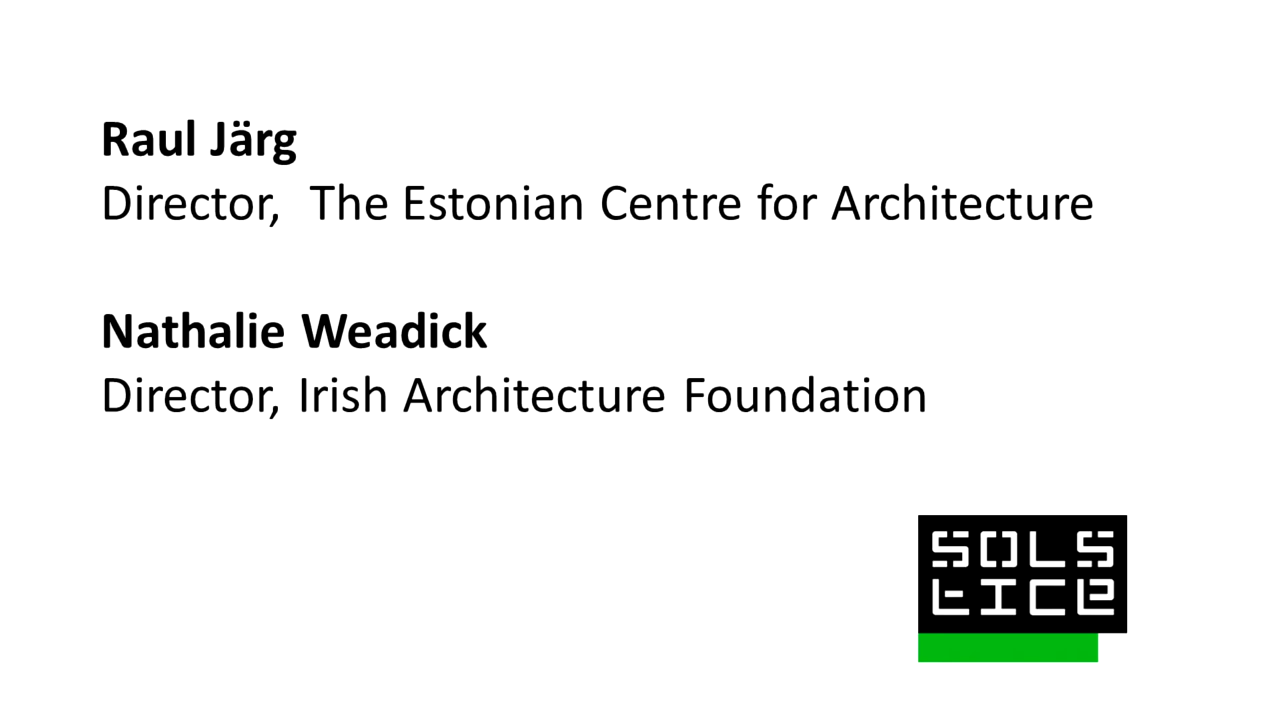 Raul Järg
Director,  The Estonian Centre for Architecture
Nathalie Weadick
Director, Irish Architecture Foundation
SOLS
tICe